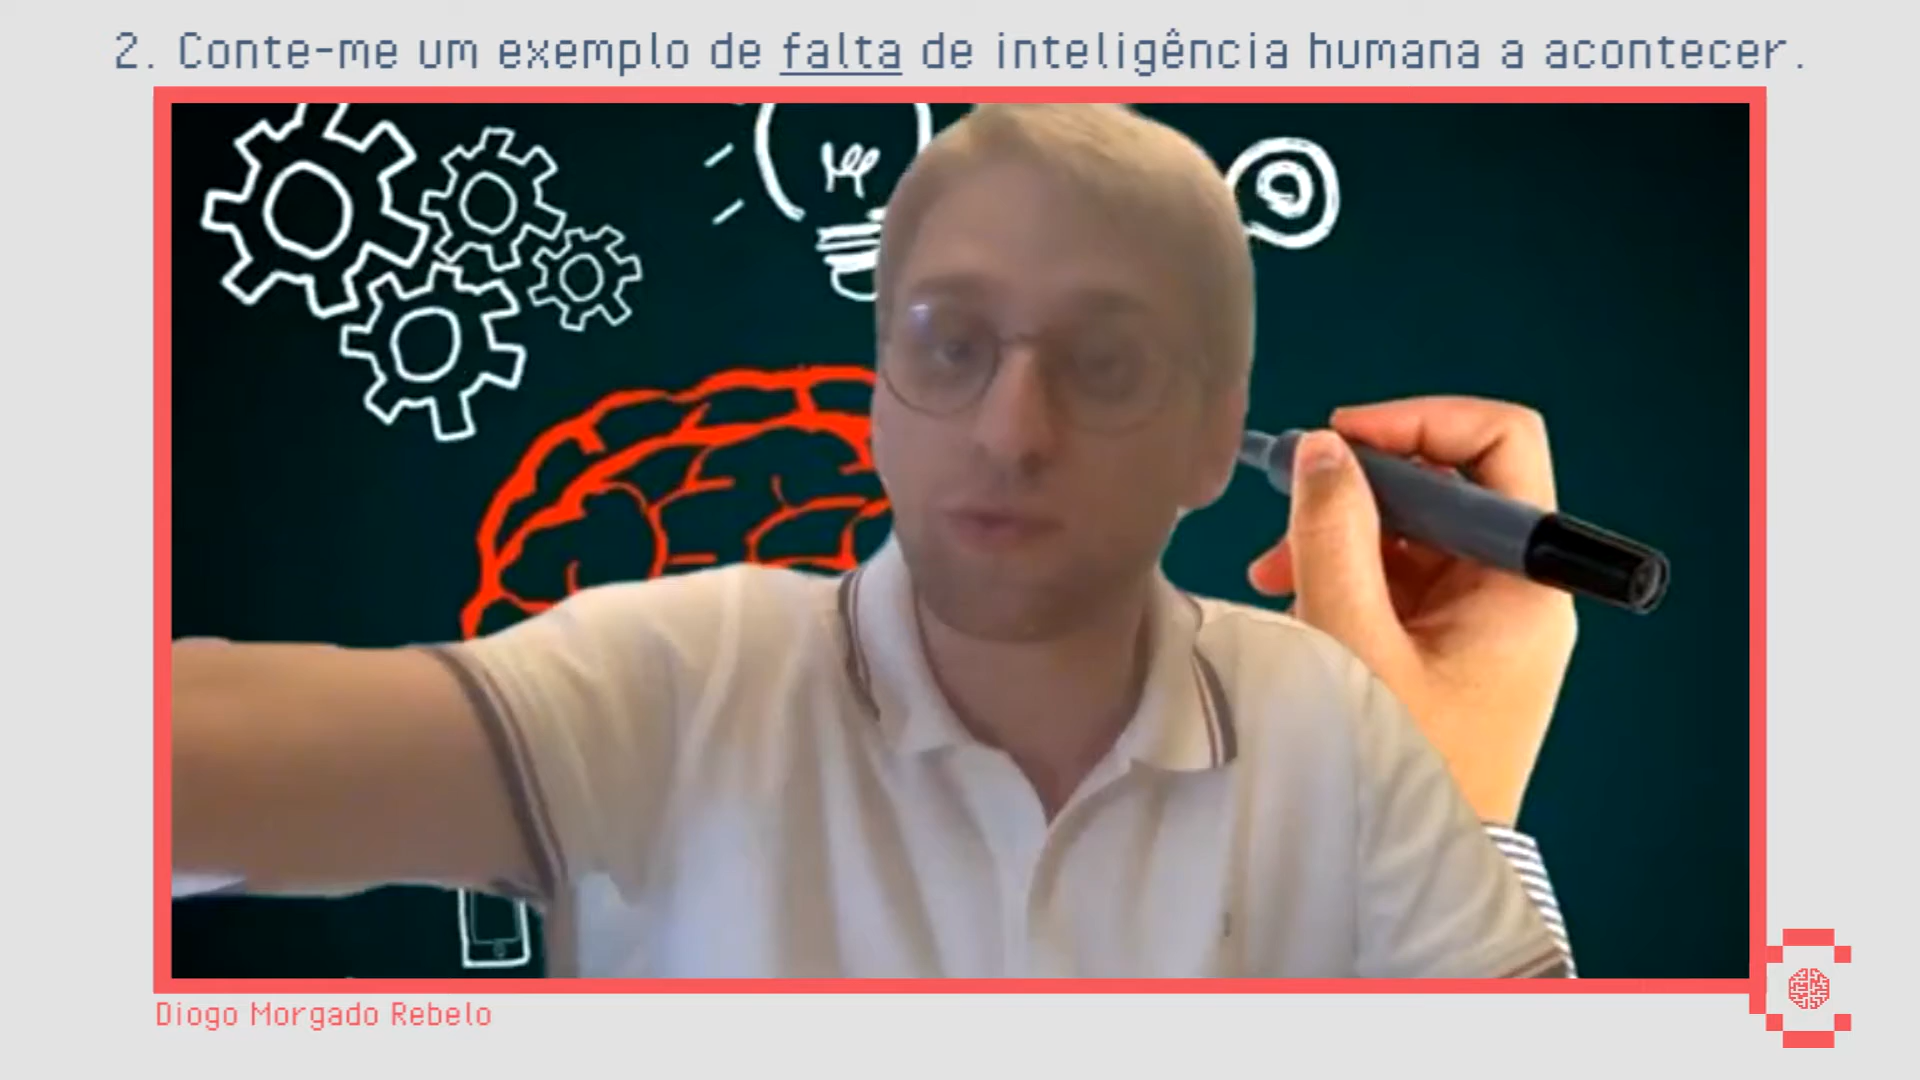 2. Conte-me um exemplo de falta de inteligência humana a acontecer.
Diogo Morgado Rebelo